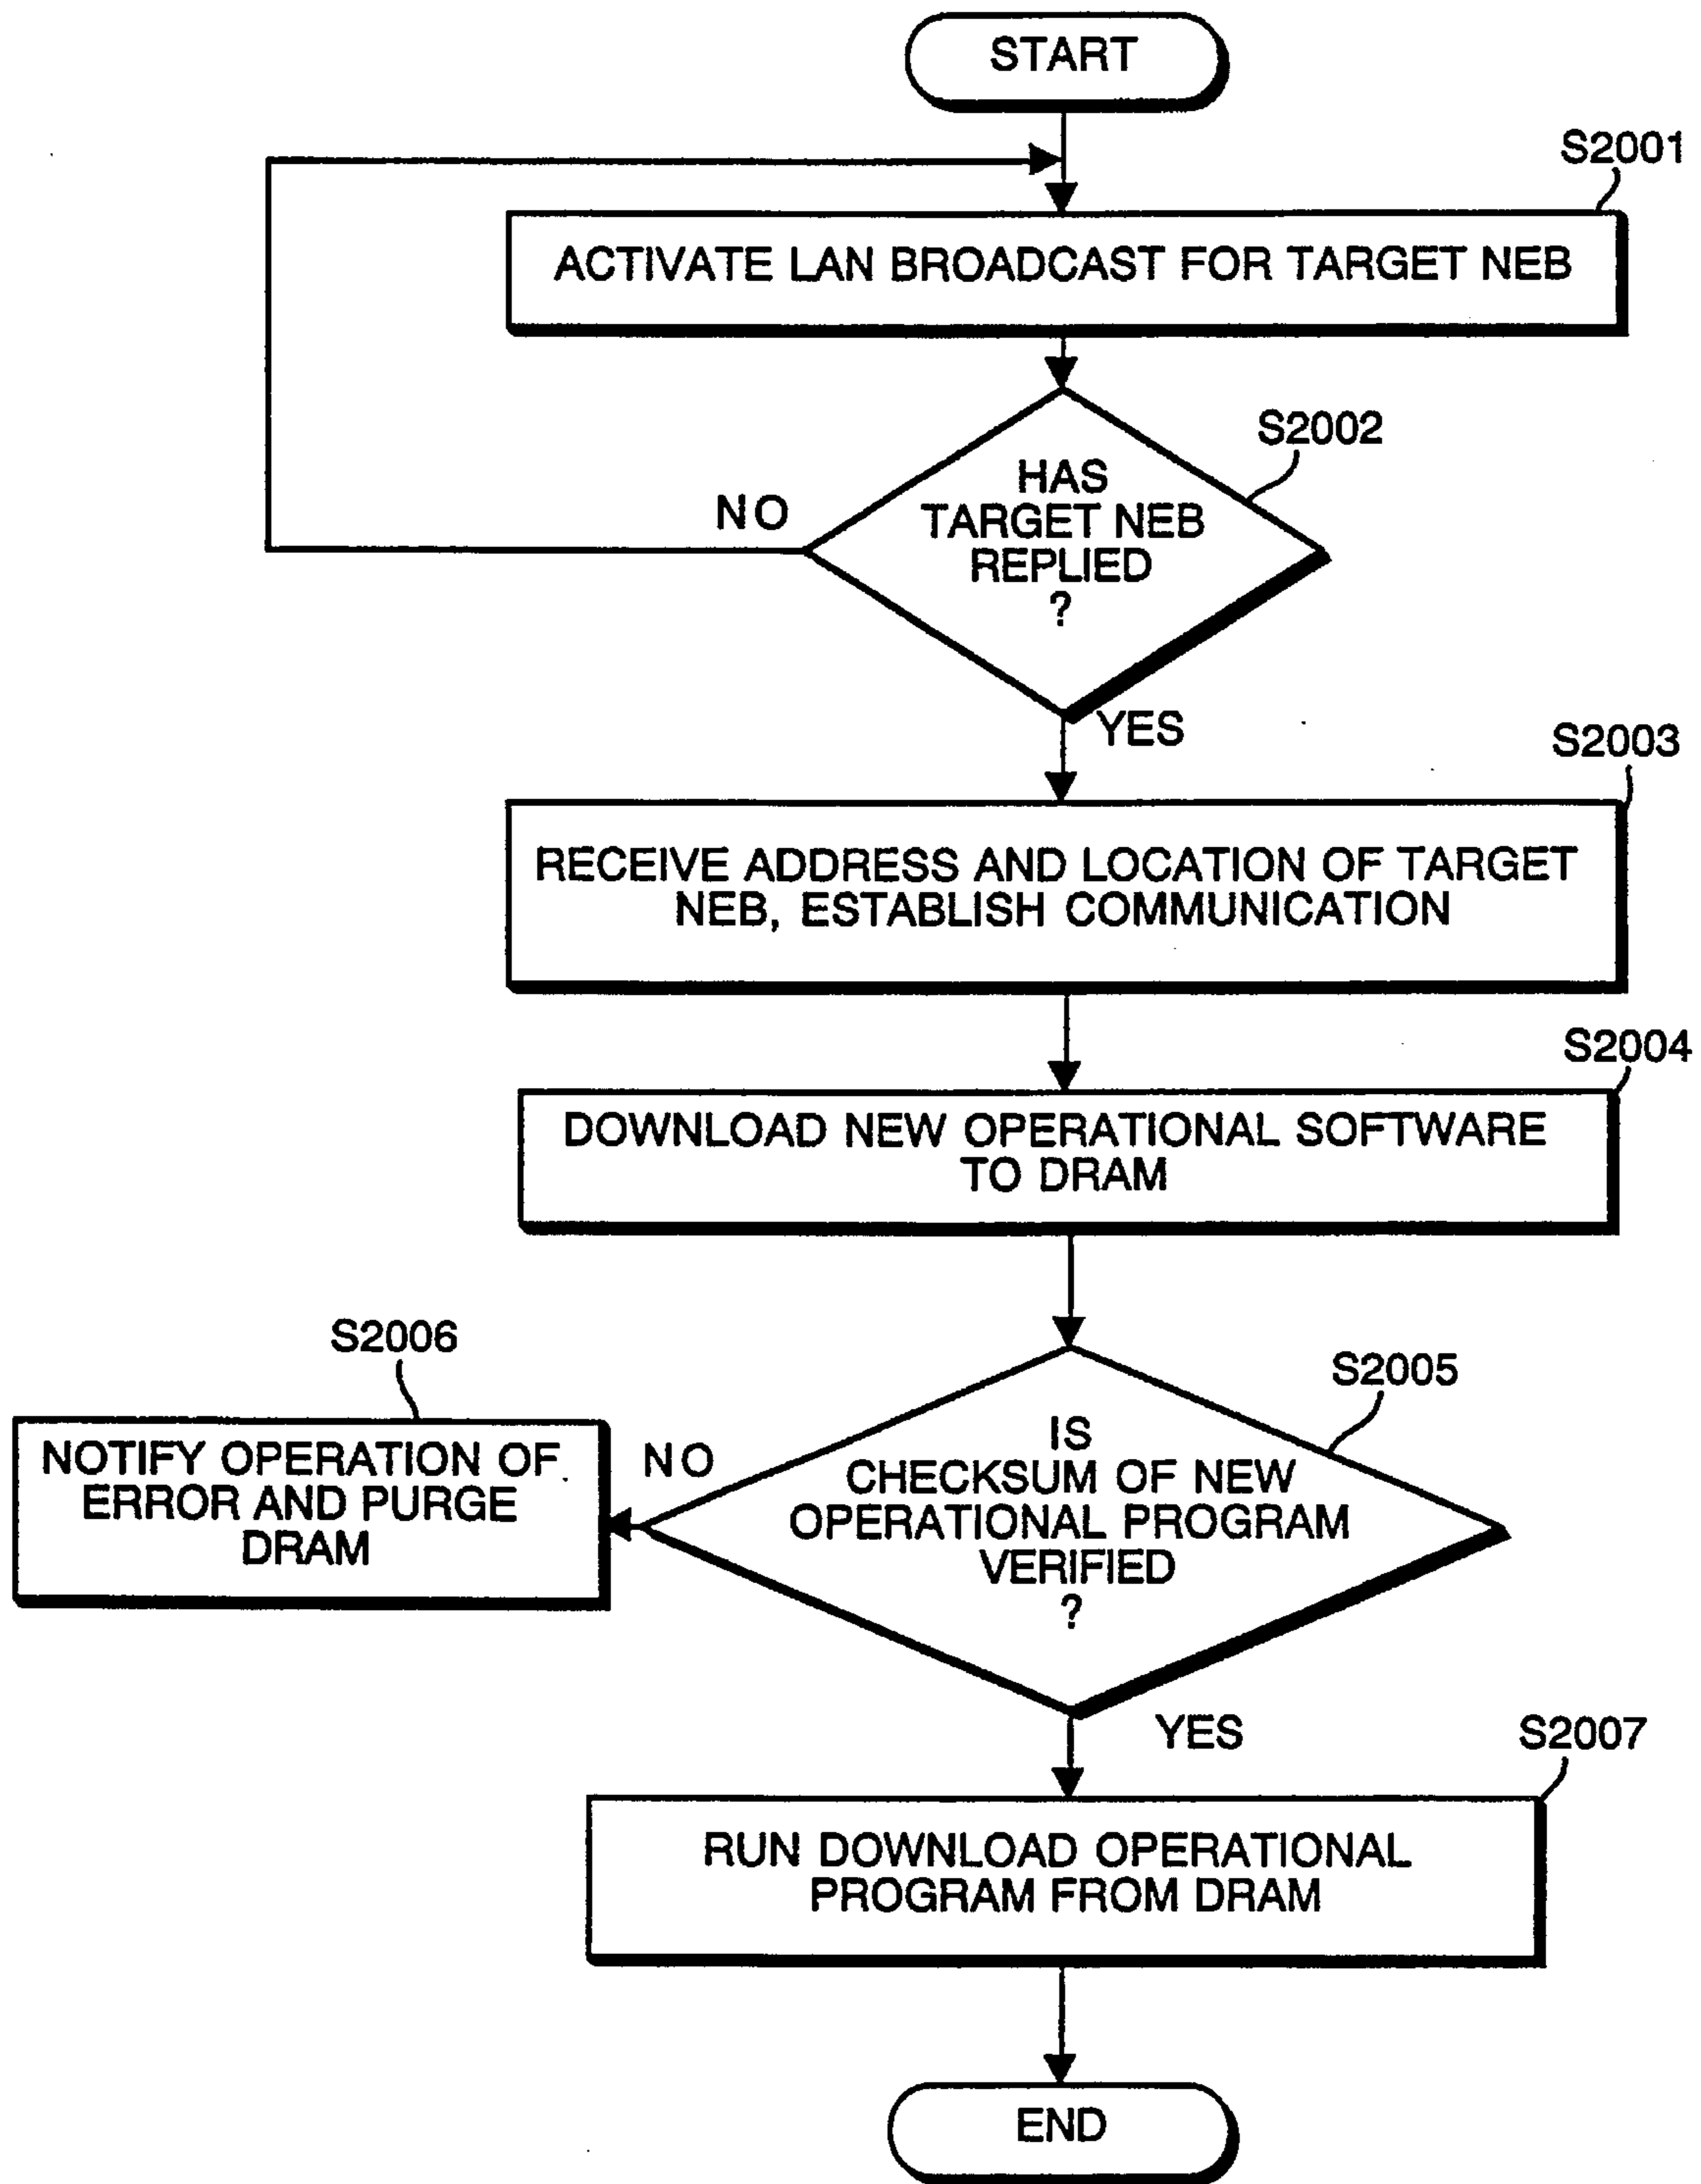 START
S2001
ACTIVATE LAN BROADCAST FOR TARGET NEB
S2002
HAS
TARGET NEB
REPLIED
?
NO
YES
S2003
RECEIVE ADDRESS AND LOCATION OF TARGET
NEB, ESTABLISH COMMUNICATION
S2004
DOWNLOAD NEW OPERATIONAL SOFTWARE
TO DRAM
S2005
IS
CHECKSUM OF NEW
OPERATIONAL PROGRAM
VERIFIED
?
NO
S2006
NOTIFY OPERATION OF
ERROR AND PURGE
DRAM
YES
S2007
RUN DOWNLOAD OPERATIONAL
PROGRAM FROM DRAM
END